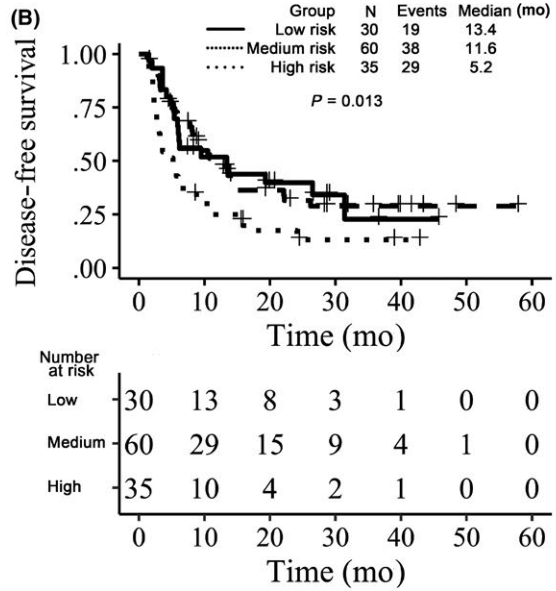 (B)
Group N Events Median (mo)
Low risk 30 19 13.4
Medium risk 60 38 11.6
High risk 35 29 5.2
P = 0.013
Disease-free survival
1.00
.75
.50
.25
.00
0 10 20 30 40 50 60
Time (mo)
Number
at risk
Low 30 13 8 3 1 0 0
Medium 60 29 15 9 4 1 0
High 35 10 4 2 1 0 0
0 10 20 30 40 50 60
Time (mo)